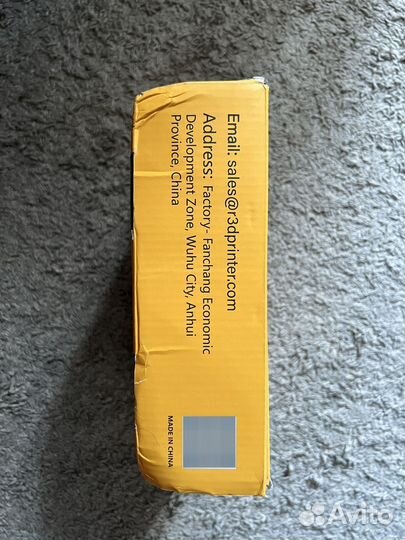 Email: sales@r3dprinter.com
Address: Factory- Fanchang Economic
Development Zone, Wuhu City, Anhui
Province, China
MADE IN CHINA
Avito